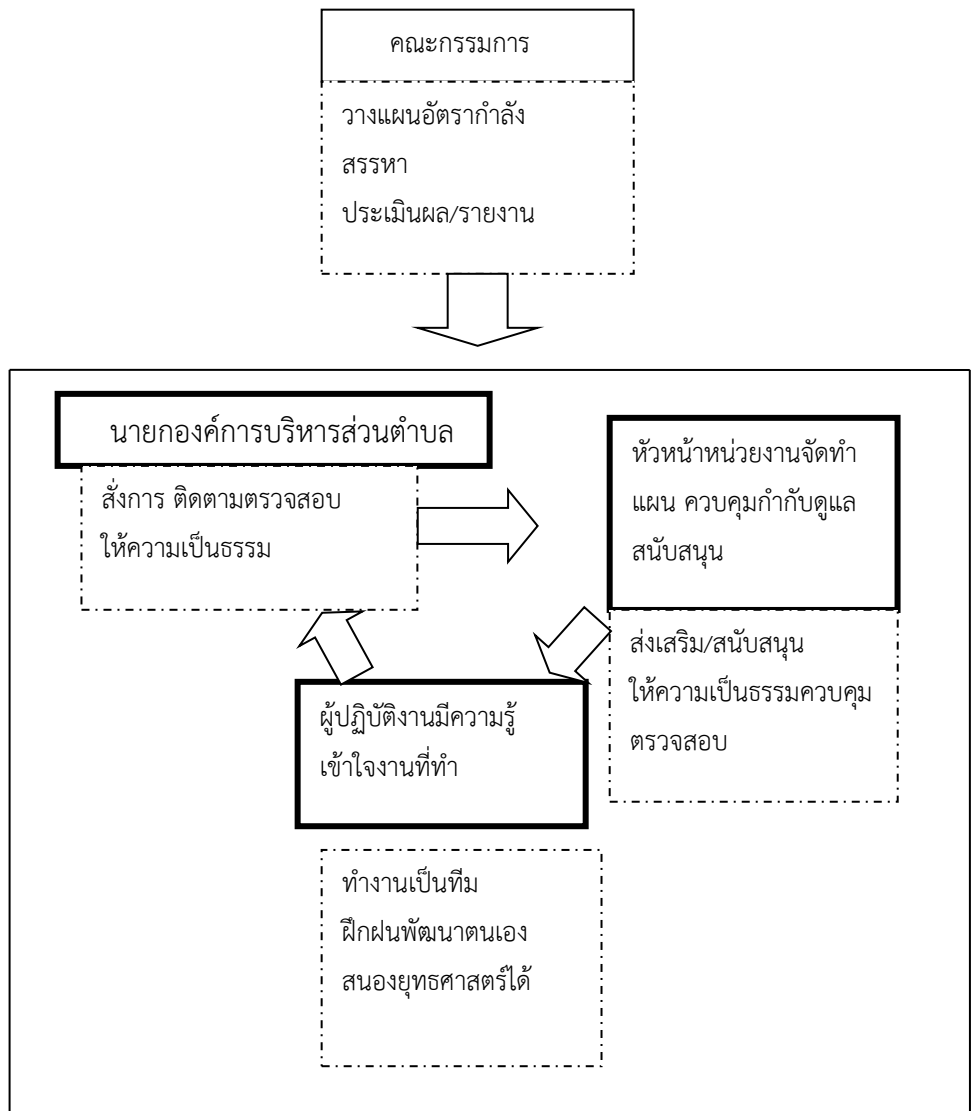 คณะกรรมการ
วางแผนอัตรากำลัง
สรรหา
ประเมินผล/รายงาน
นายกองค์การบริหารส่วนตำบล
สั่งการ ติดตามตรวจสอบ
ให้ความเป็นธรรม
หัวหน้าหน่วยงานจัดทำ
แผน ควบคุมกำกับดูแล
สนับสนุน
ส่งเสริม/สนับสนุน
ให้ความเป็นธรรมควบคุม
ตรวจสอบ
ผู้ปฏิบัติงานมีความรู้
เข้าใจงานที่ทำ
ทำงานเป็นทีม
ฝึกฝนพัฒนาตนเอง
สนองยุทธศาสตร์ได้